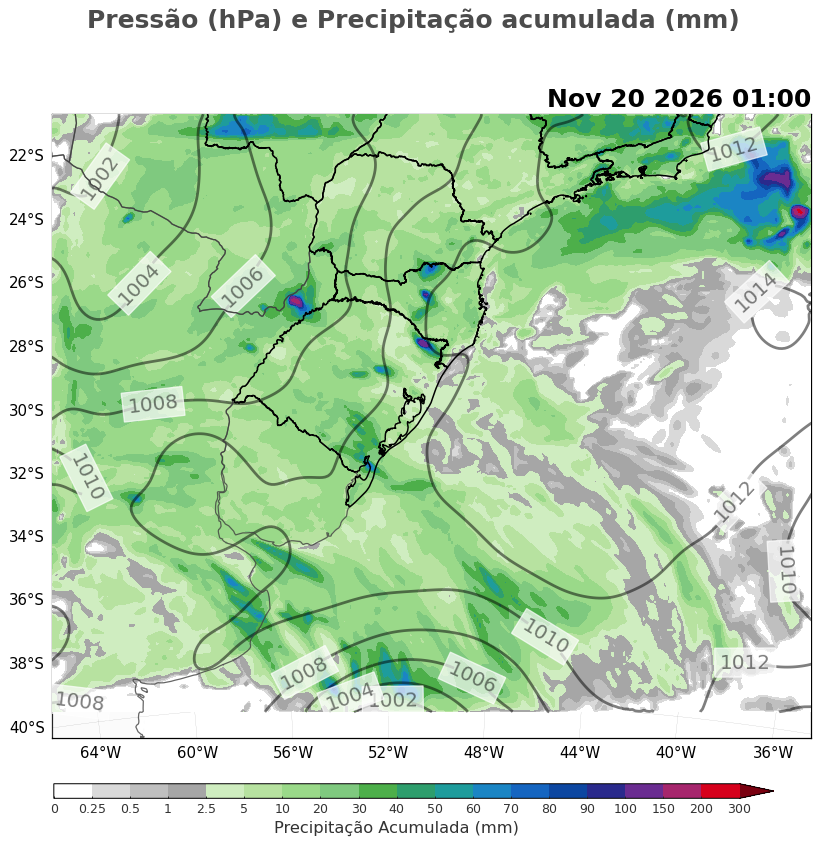 Pressão (hPa) e Precipitação acumulada (mm)
Nov 20 2026 01:00
22°S
24°S
26°S
28°S
30°S
32°S
34°S
36°S
38°S
40°S
1002
1012
1004
1006
1014
1008
1010
1012
1010
1010
1012
1008
1006
1004
1002
1008
64°W 60°W 56°W 52°W 48°W 44°W 40°W 36°W
0 0.25 0.5 1 2.5 5 10 20 30 40 50 60 70 80 90 100 150 200 300
Precipitação Acumulada (mm)